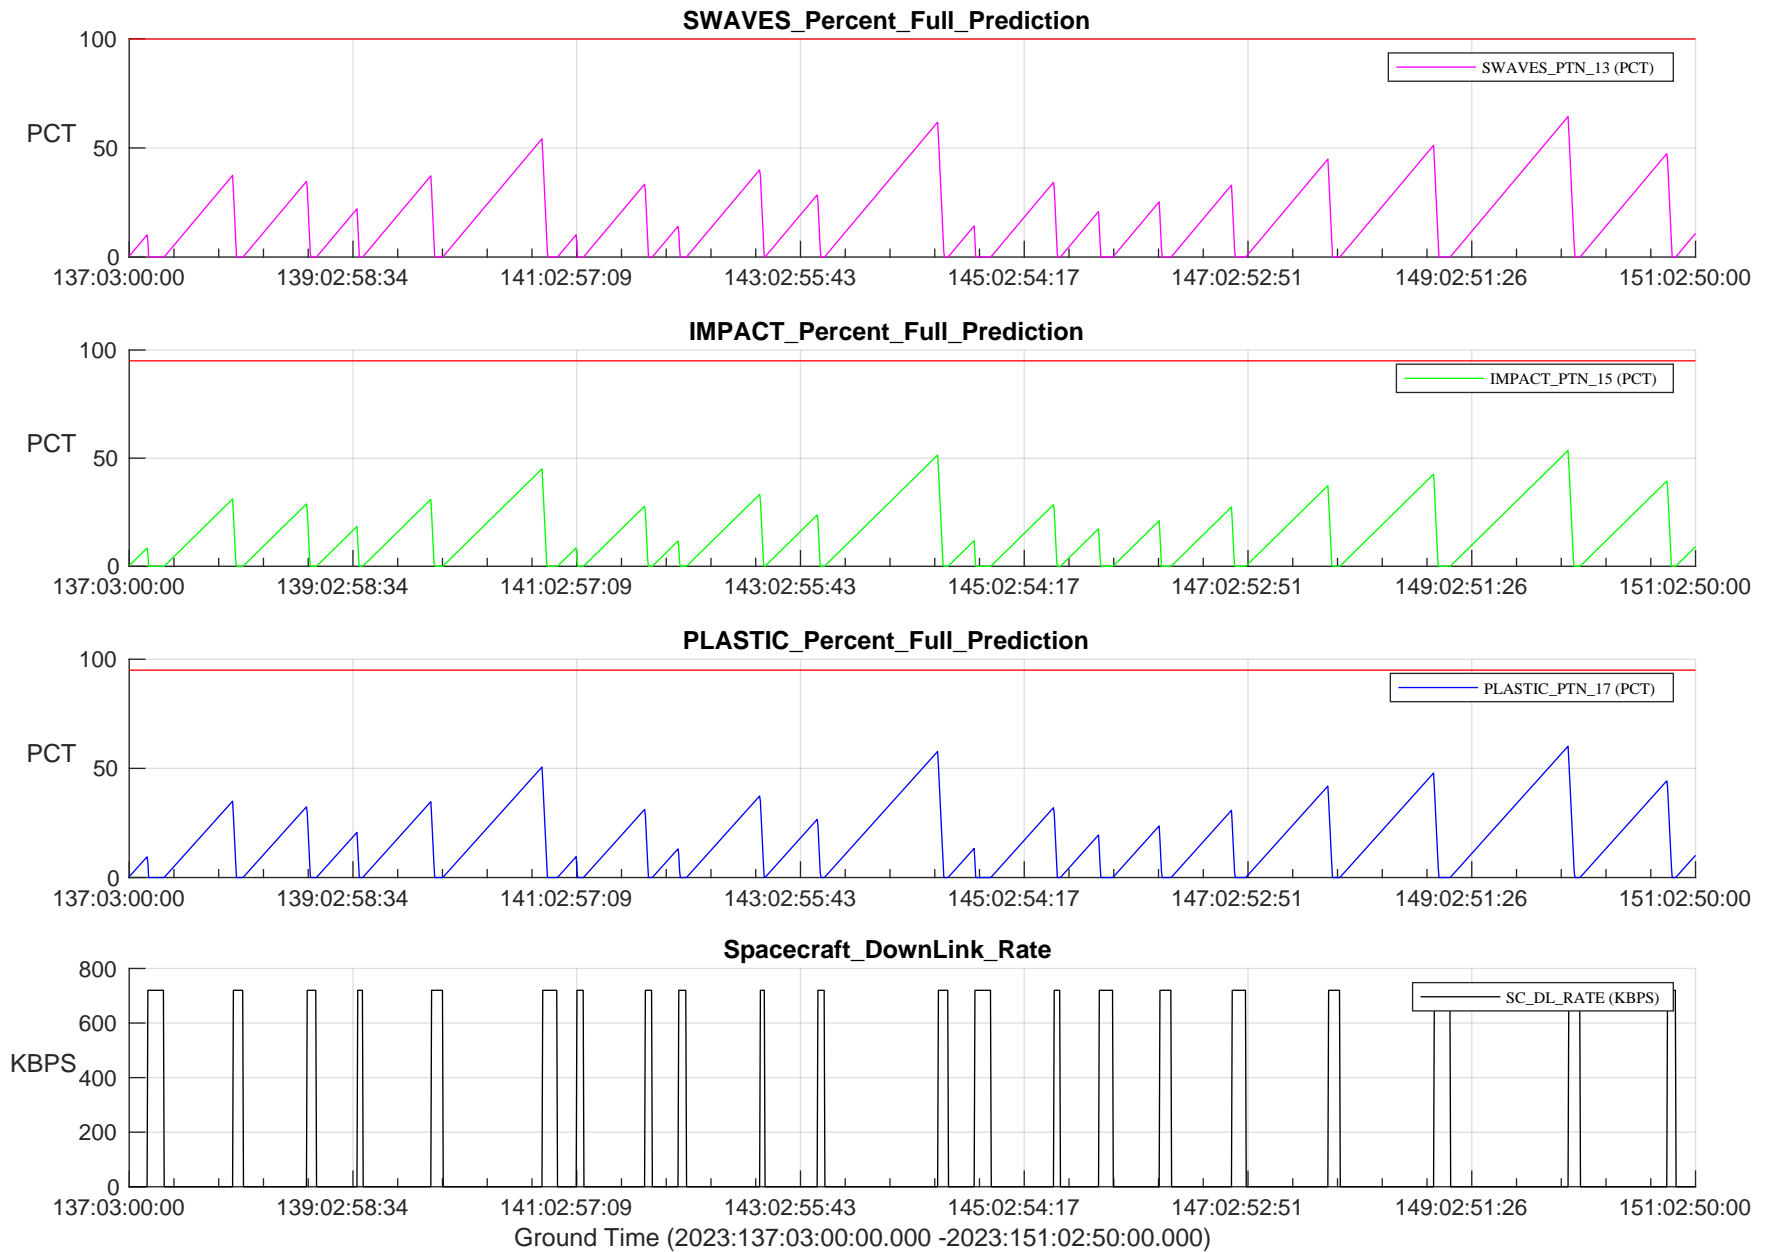 SWAVES_Percent_Full_Prediction
100
SWAVES_PTN_13 (PCT)
PCT
50
0
137:03:00:00 139:02:58:34 141:02:57:09 143:02:55:43 145:02:54:17 147:02:52:51 149:02:51:26 151:02:50:00
IMPACT_Percent_Full_Prediction
100
IMPACT_PTN_15 (PCT)
PCT
50
0
137:03:00:00 139:02:58:34 141:02:57:09 143:02:55:43 145:02:54:17 147:02:52:51 149:02:51:26 151:02:50:00
PLASTIC_Percent_Full_Prediction
100
PLASTIC_PTN_17 (PCT)
PCT
50
0
137:03:00:00 139:02:58:34 141:02:57:09 143:02:55:43 145:02:54:17 147:02:52:51 149:02:51:26 151:02:50:00
Spacecraft_DownLink_Rate
800
SC_DL_RATE (KBPS)
600
KBPS
400
200
0
137:03:00:00 139:02:58:34 141:02:57:09 143:02:55:43 145:02:54:17 147:02:52:51 149:02:51:26 151:02:50:00
Ground Time (2023:137:03:00:00.000 -2023:151:02:50:00.000)